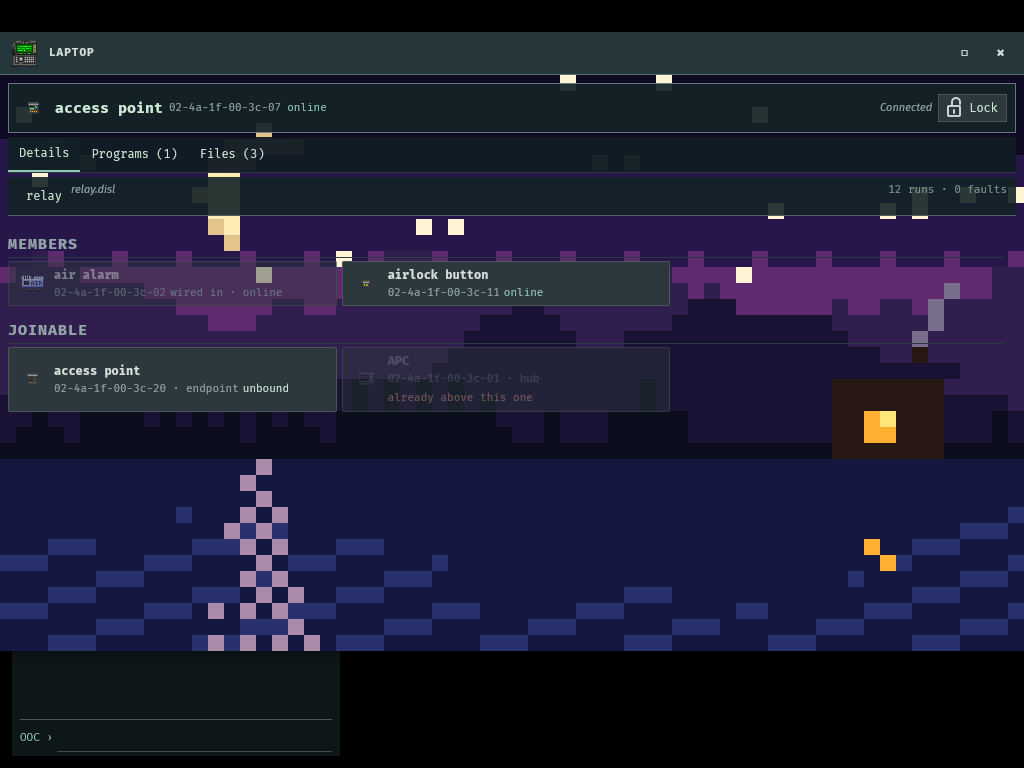 LAPTOP
access point 02-4a-1f-00-3c-07 online Connected Lock
Details Programs (1) Files (3)
relay relay.disl 12 runs · 0 faults
MEMBERS
air alarm
02-4a-1f-00-3c-02 wired in · online
airlock button
02-4a-1f-00-3c-11 online
JOINABLE
access point
02-4a-1f-00-3c-20 · endpoint unbound
APC
02-4a-1f-00-3c-01 · hub
already above this one
OOC ›